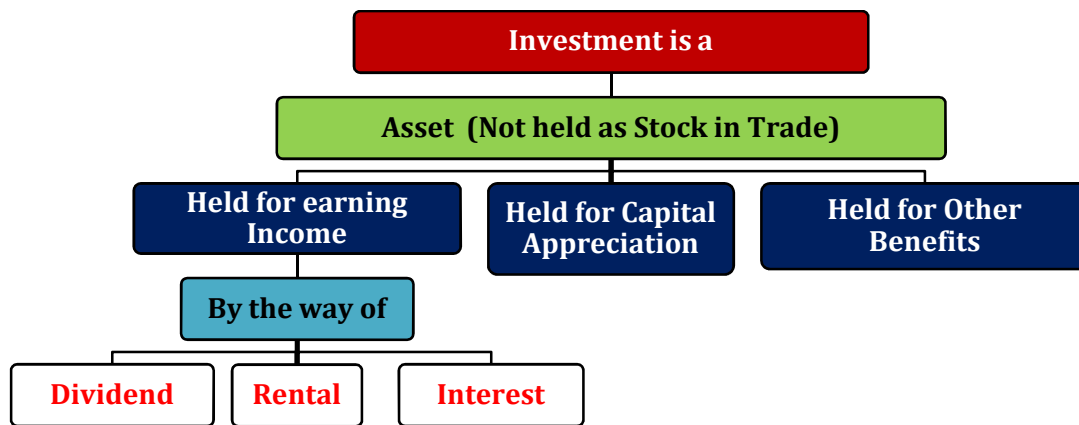 Investment is a
Asset (Not held as Stock in Trade)
Held for earning
Income
Held for Capital
Appreciation
Held for Other
Benefits
By the way of
Dividend
Rental
Interest